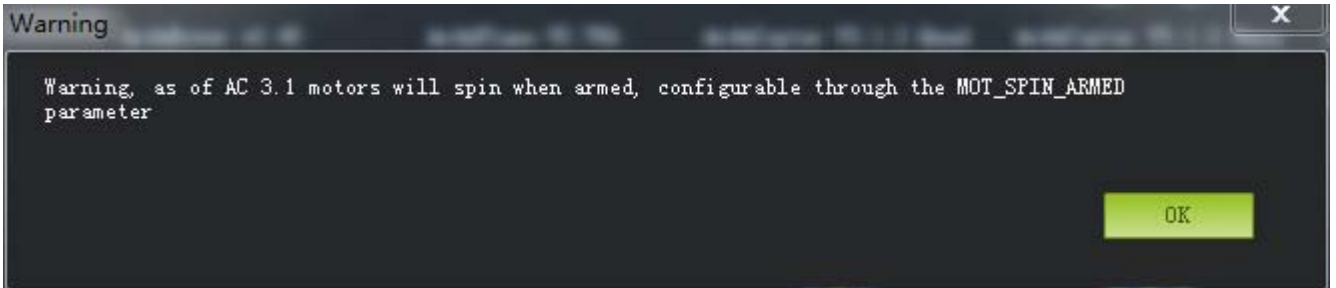 Warning
Warning, as of AC 3.1 motors will spin when armed, configurable through the MOT_SPIN_ARMED
parameter
OK